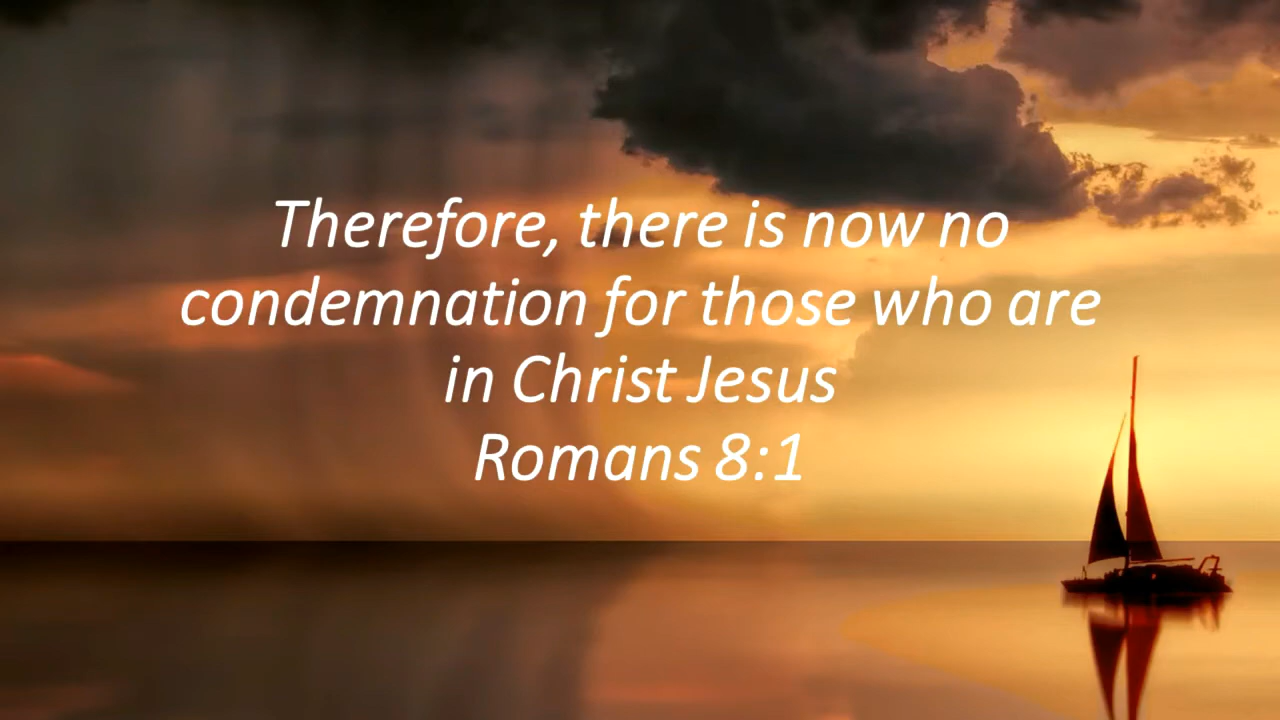 Therefore, there is now no
condemnation for those who are
in Christ Jesus
Romans 8:1